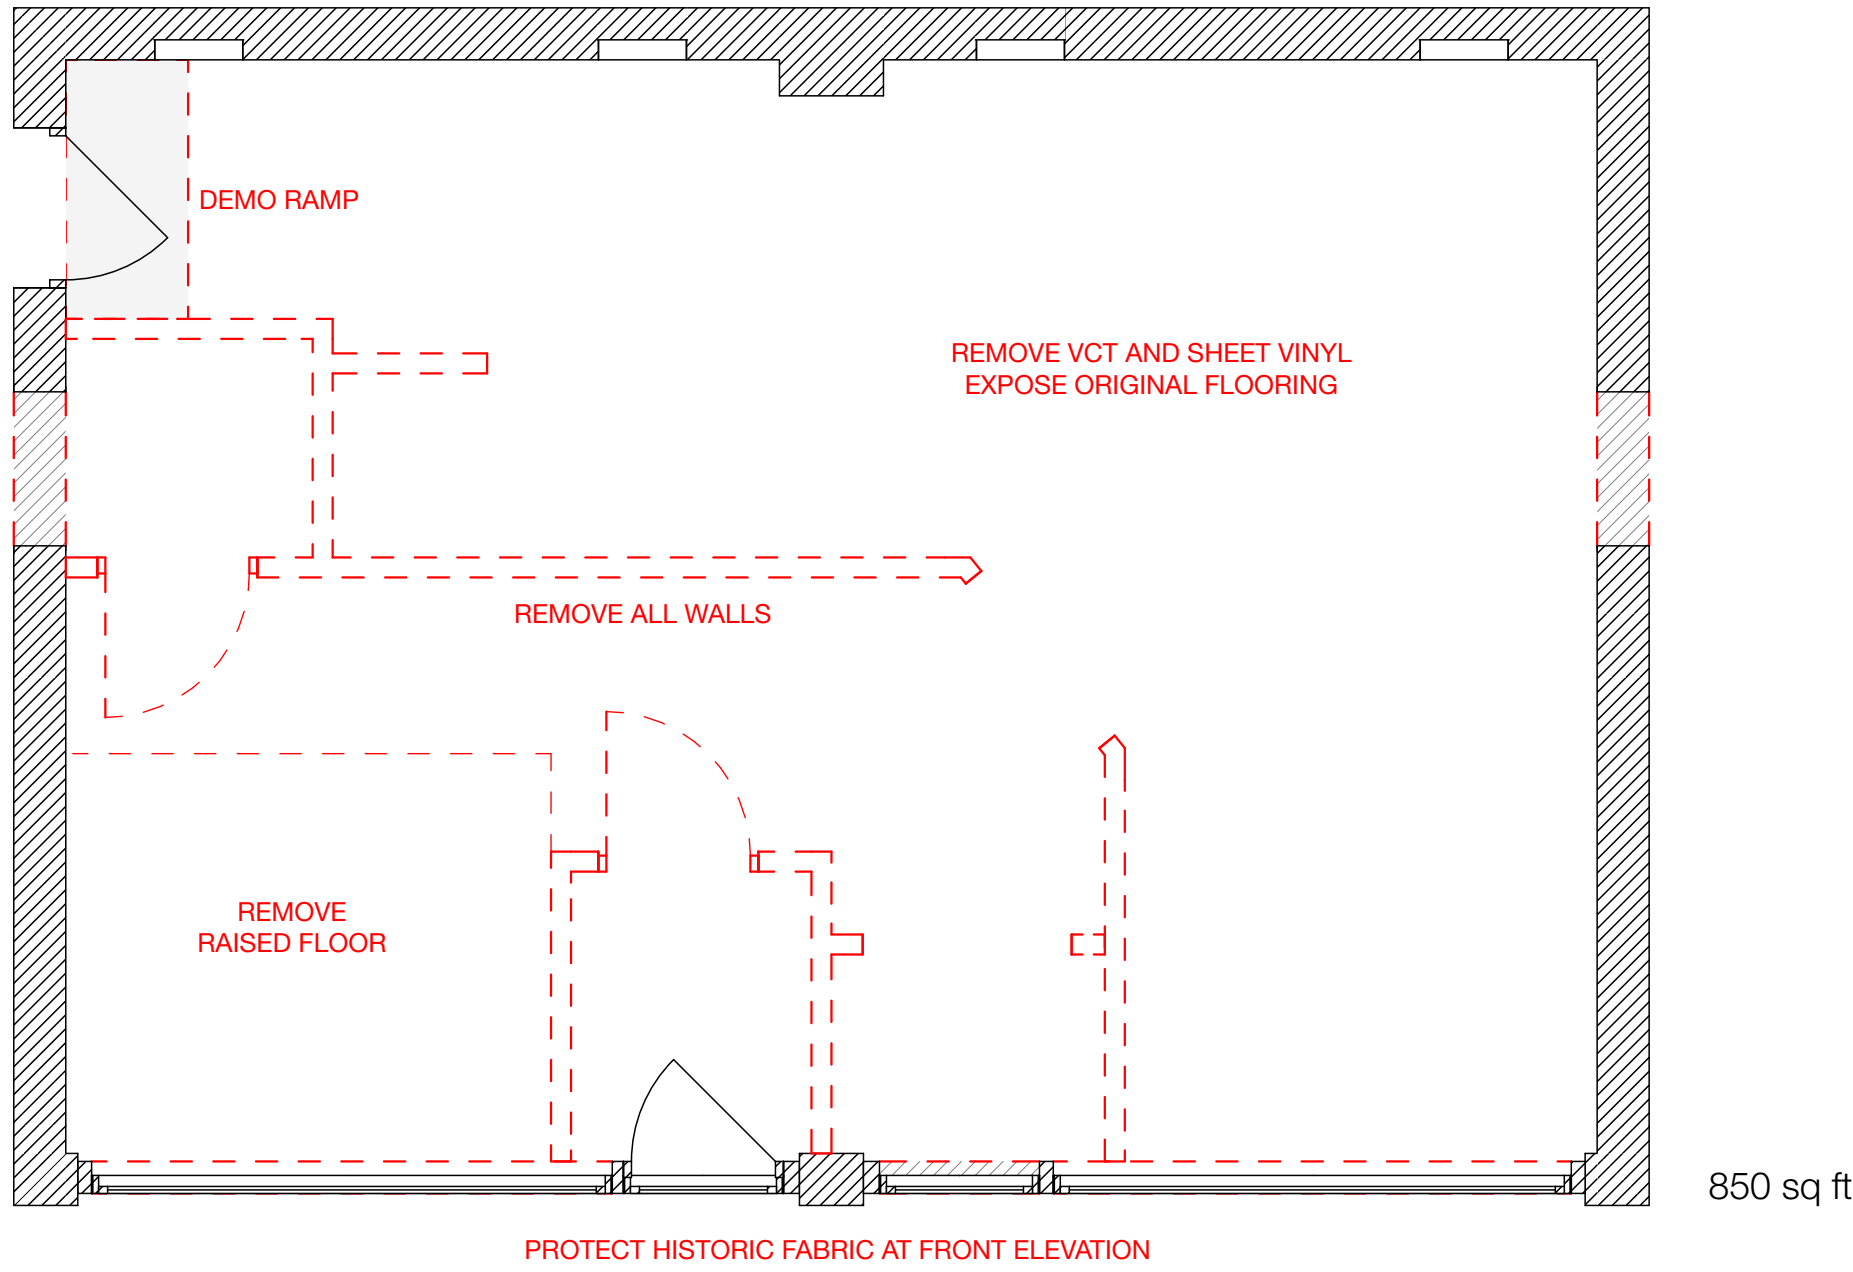 DEMO RAMP
REMOVE VCT AND SHEET VINYL
EXPOSE ORIGINAL FLOORING
REMOVE ALL WALLS
REMOVE
RAISED FLOOR
850 sq ft
PROTECT HISTORIC FABRIC AT FRONT ELEVATION